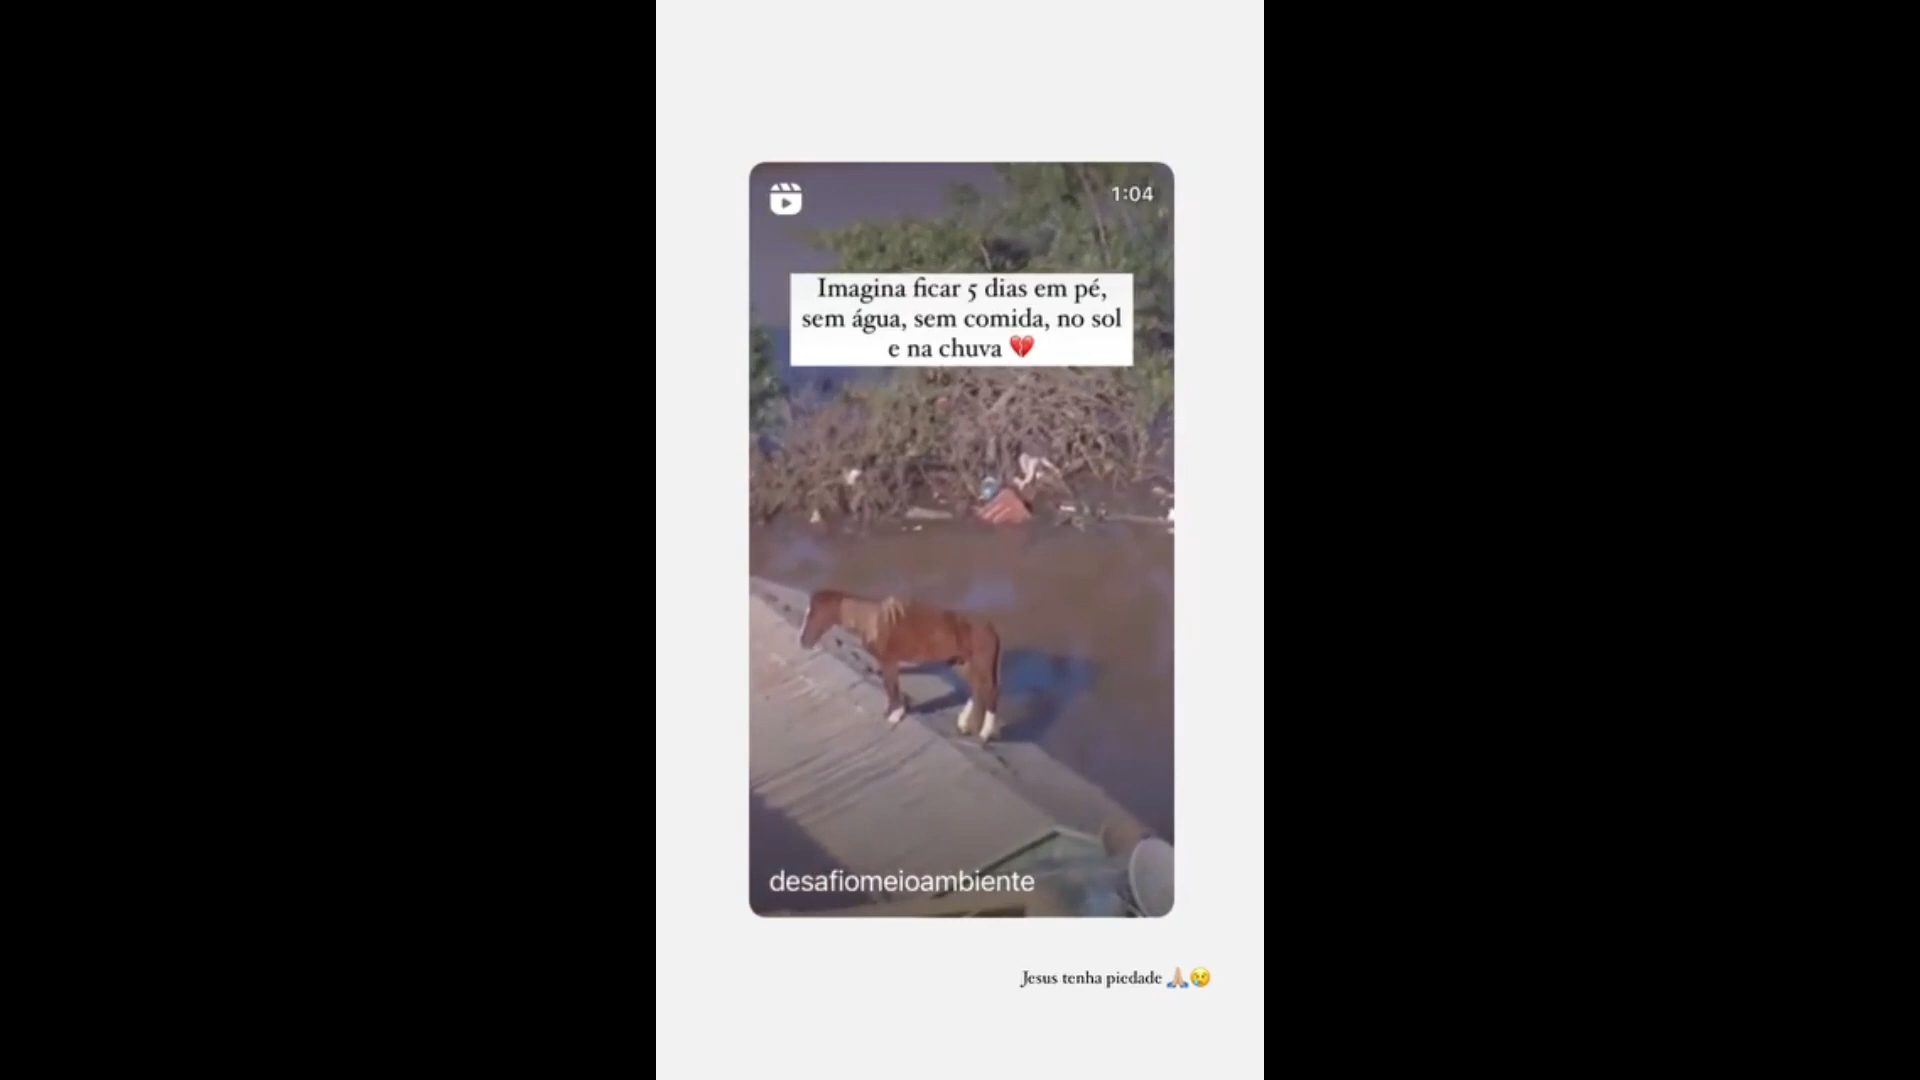 1:04
Imagina ficar 5 dias em pé,
sem água, sem comida, no sol
e na chuva 💔
desafiomeioambiente
Jesus tenha piedade 🙏🏼😢